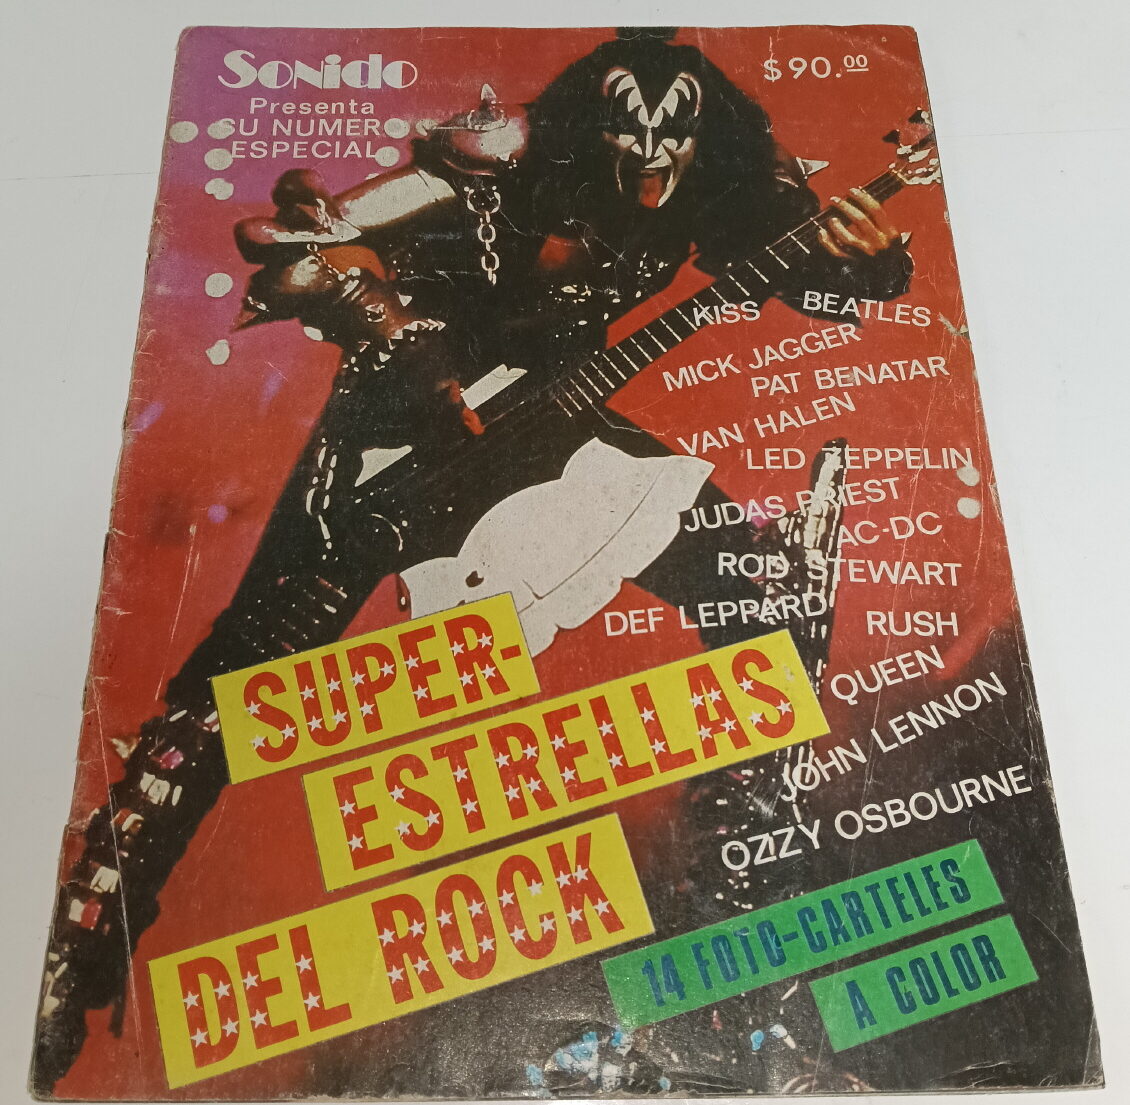 Sonido
Presenta
SU NUMERO
ESPECIAL
$90.00
KISS
BEATLES
MICK JAGGER
PAT BENATAR
VAN HALEN
LED ZEPPELIN
JUDAS PRIEST
AC-DC
ROD STEWART
DEF LEPPARD
RUSH
QUEEN
JOHN LENNON
OZZY OSBOURNE
SUPER-
ESTRELLAS
DEL ROCK
14 FOTO-CARTELES
A COLOR